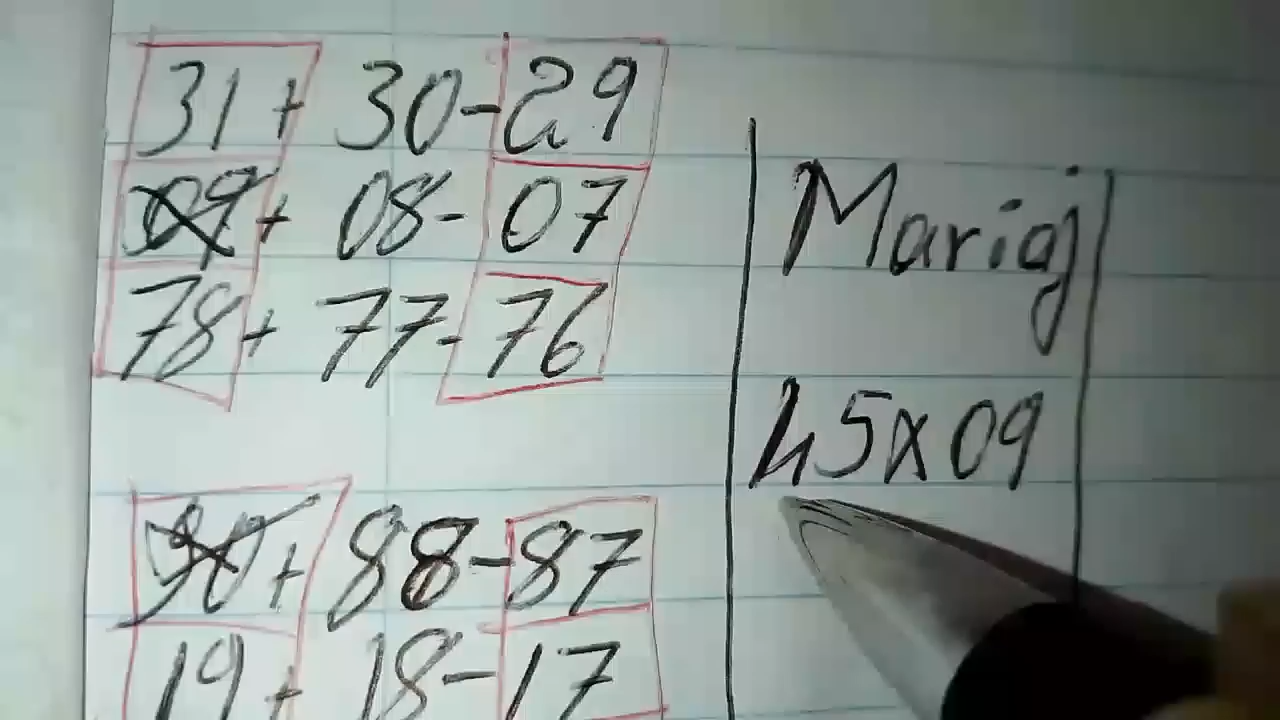 31 + 30 - 29
09 + 08 - 07
78 + 77 - 76
90 + 88 - 87
19 + 18 - 17
Mariaj
45x09